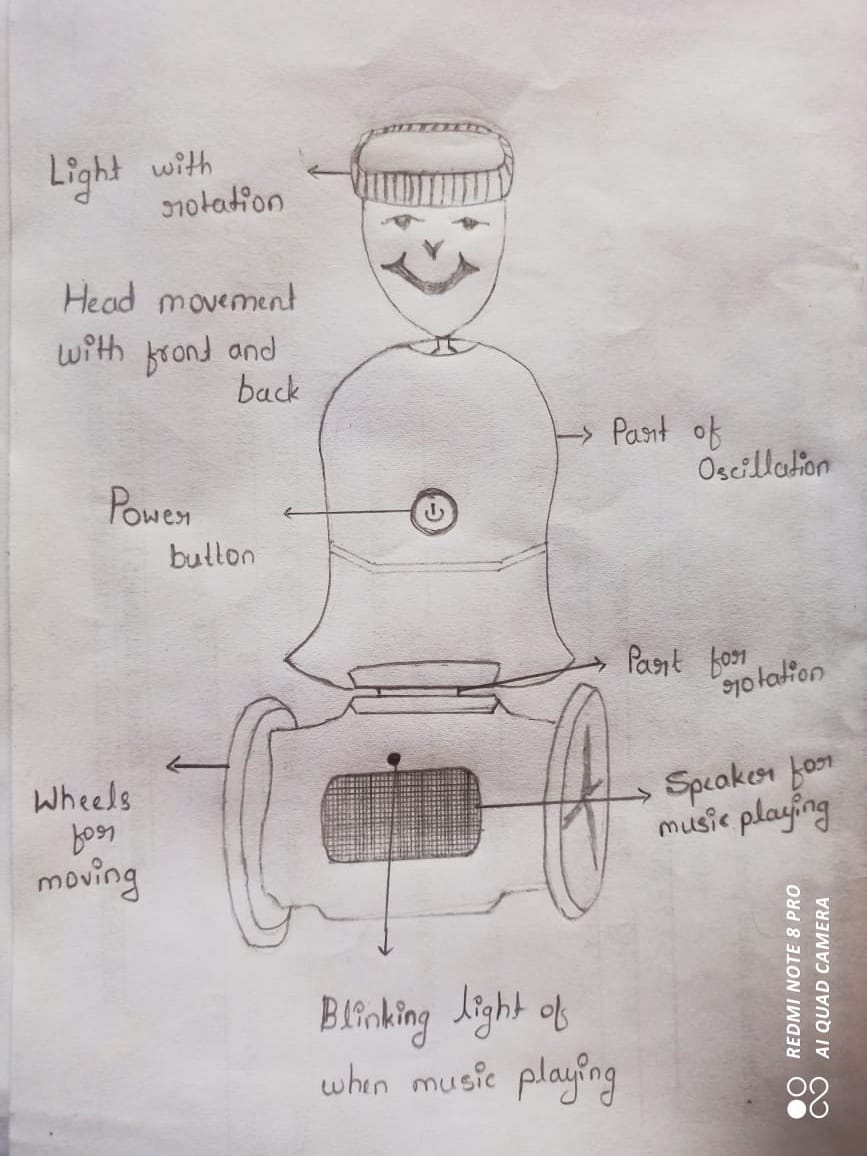 Light with
rotation
Head movement
with front and
back
Part of
Oscillation
Power
button
Part for
rotation
Wheels
for
moving
Speaker for
music playing
Blinking light of
when music playing
REDMI NOTE 8 PRO
AI QUAD CAMERA